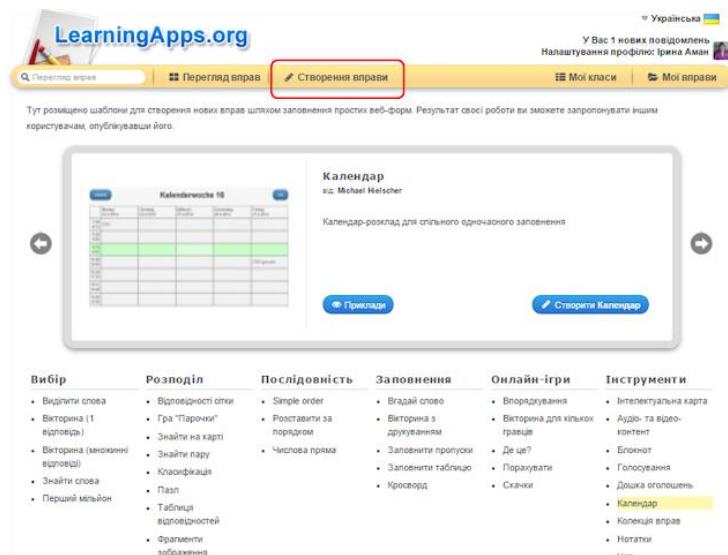 Українська
LearningApps.org
У Вас 1 нових повідомлень
Налаштування профілю: Ірина Аман
Перегляд вправ
Перегляд вправ
Створення вправи
Мої класи
Мої вправи
Тут розміщено шаблони для створення нових вправ шляхом заповнення простих веб-форм. Результат своєї роботи ви зможете запропонувати іншим
користувачам, опублікувавши його.
Kalenderwoche 16
Календар
від: Michael Hielscher
Календар-розклад для спільного одночасного заповнення
Приклади
Створити Календар
Вибір
Виділити слова
Вікторина (1
відповідь)
Вікторина (множинні
відповіді)
Знайти слова
Перший мільйон
Розподіл
Відповідності сітки
Гра "Парочки"
Знайти на карті
Знайти пару
Класифікація
Пазл
Таблиця
відповідностей
Фрагменти
зображення
Послідовність
Simple order
Розставити за
порядком
Числова пряма
Заповнення
Вгадай слово
Вікторина з
друкуванням
Заповнити пропуски
Заповнити таблицю
Кросворд
Онлайн-ігри
Впорядкування
Вікторина для кількох
гравців
Де це?
Порахувати
Скачки
Інструменти
Інтелектуальна карта
Аудіо- та відео-
контент
Блокнот
Голосування
Дошка оголошень
Календар
Колекція вправ
Нотатки